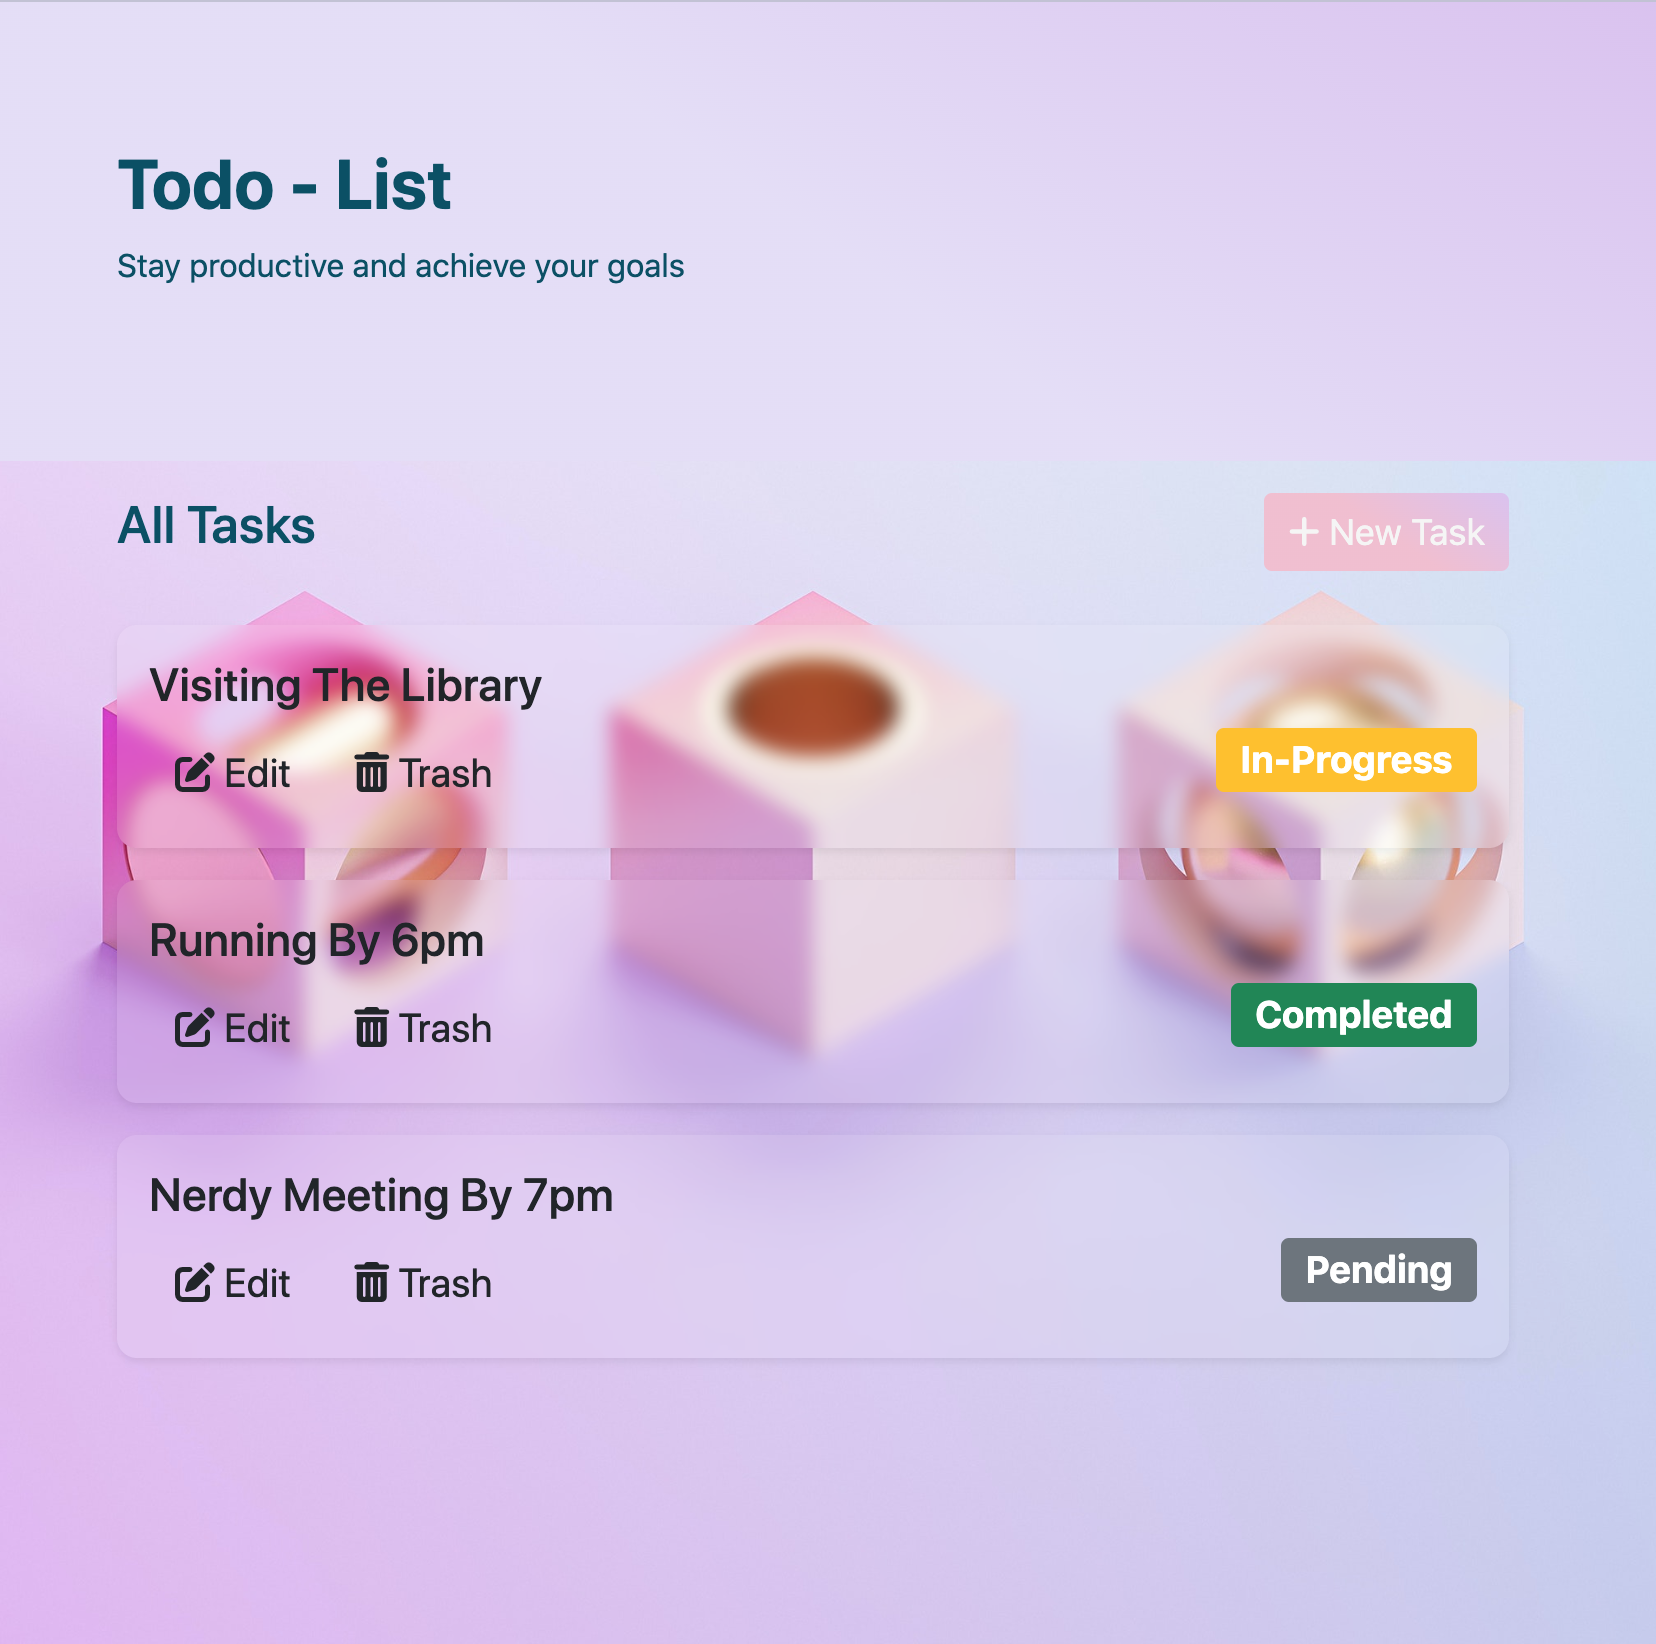 Todo - List
Stay productive and achieve your goals
All Tasks
New Task
Visiting The Library
Edit Trash
In-Progress
Running By 6pm
Edit Trash
Completed
Nerdy Meeting By 7pm
Edit Trash
Pending